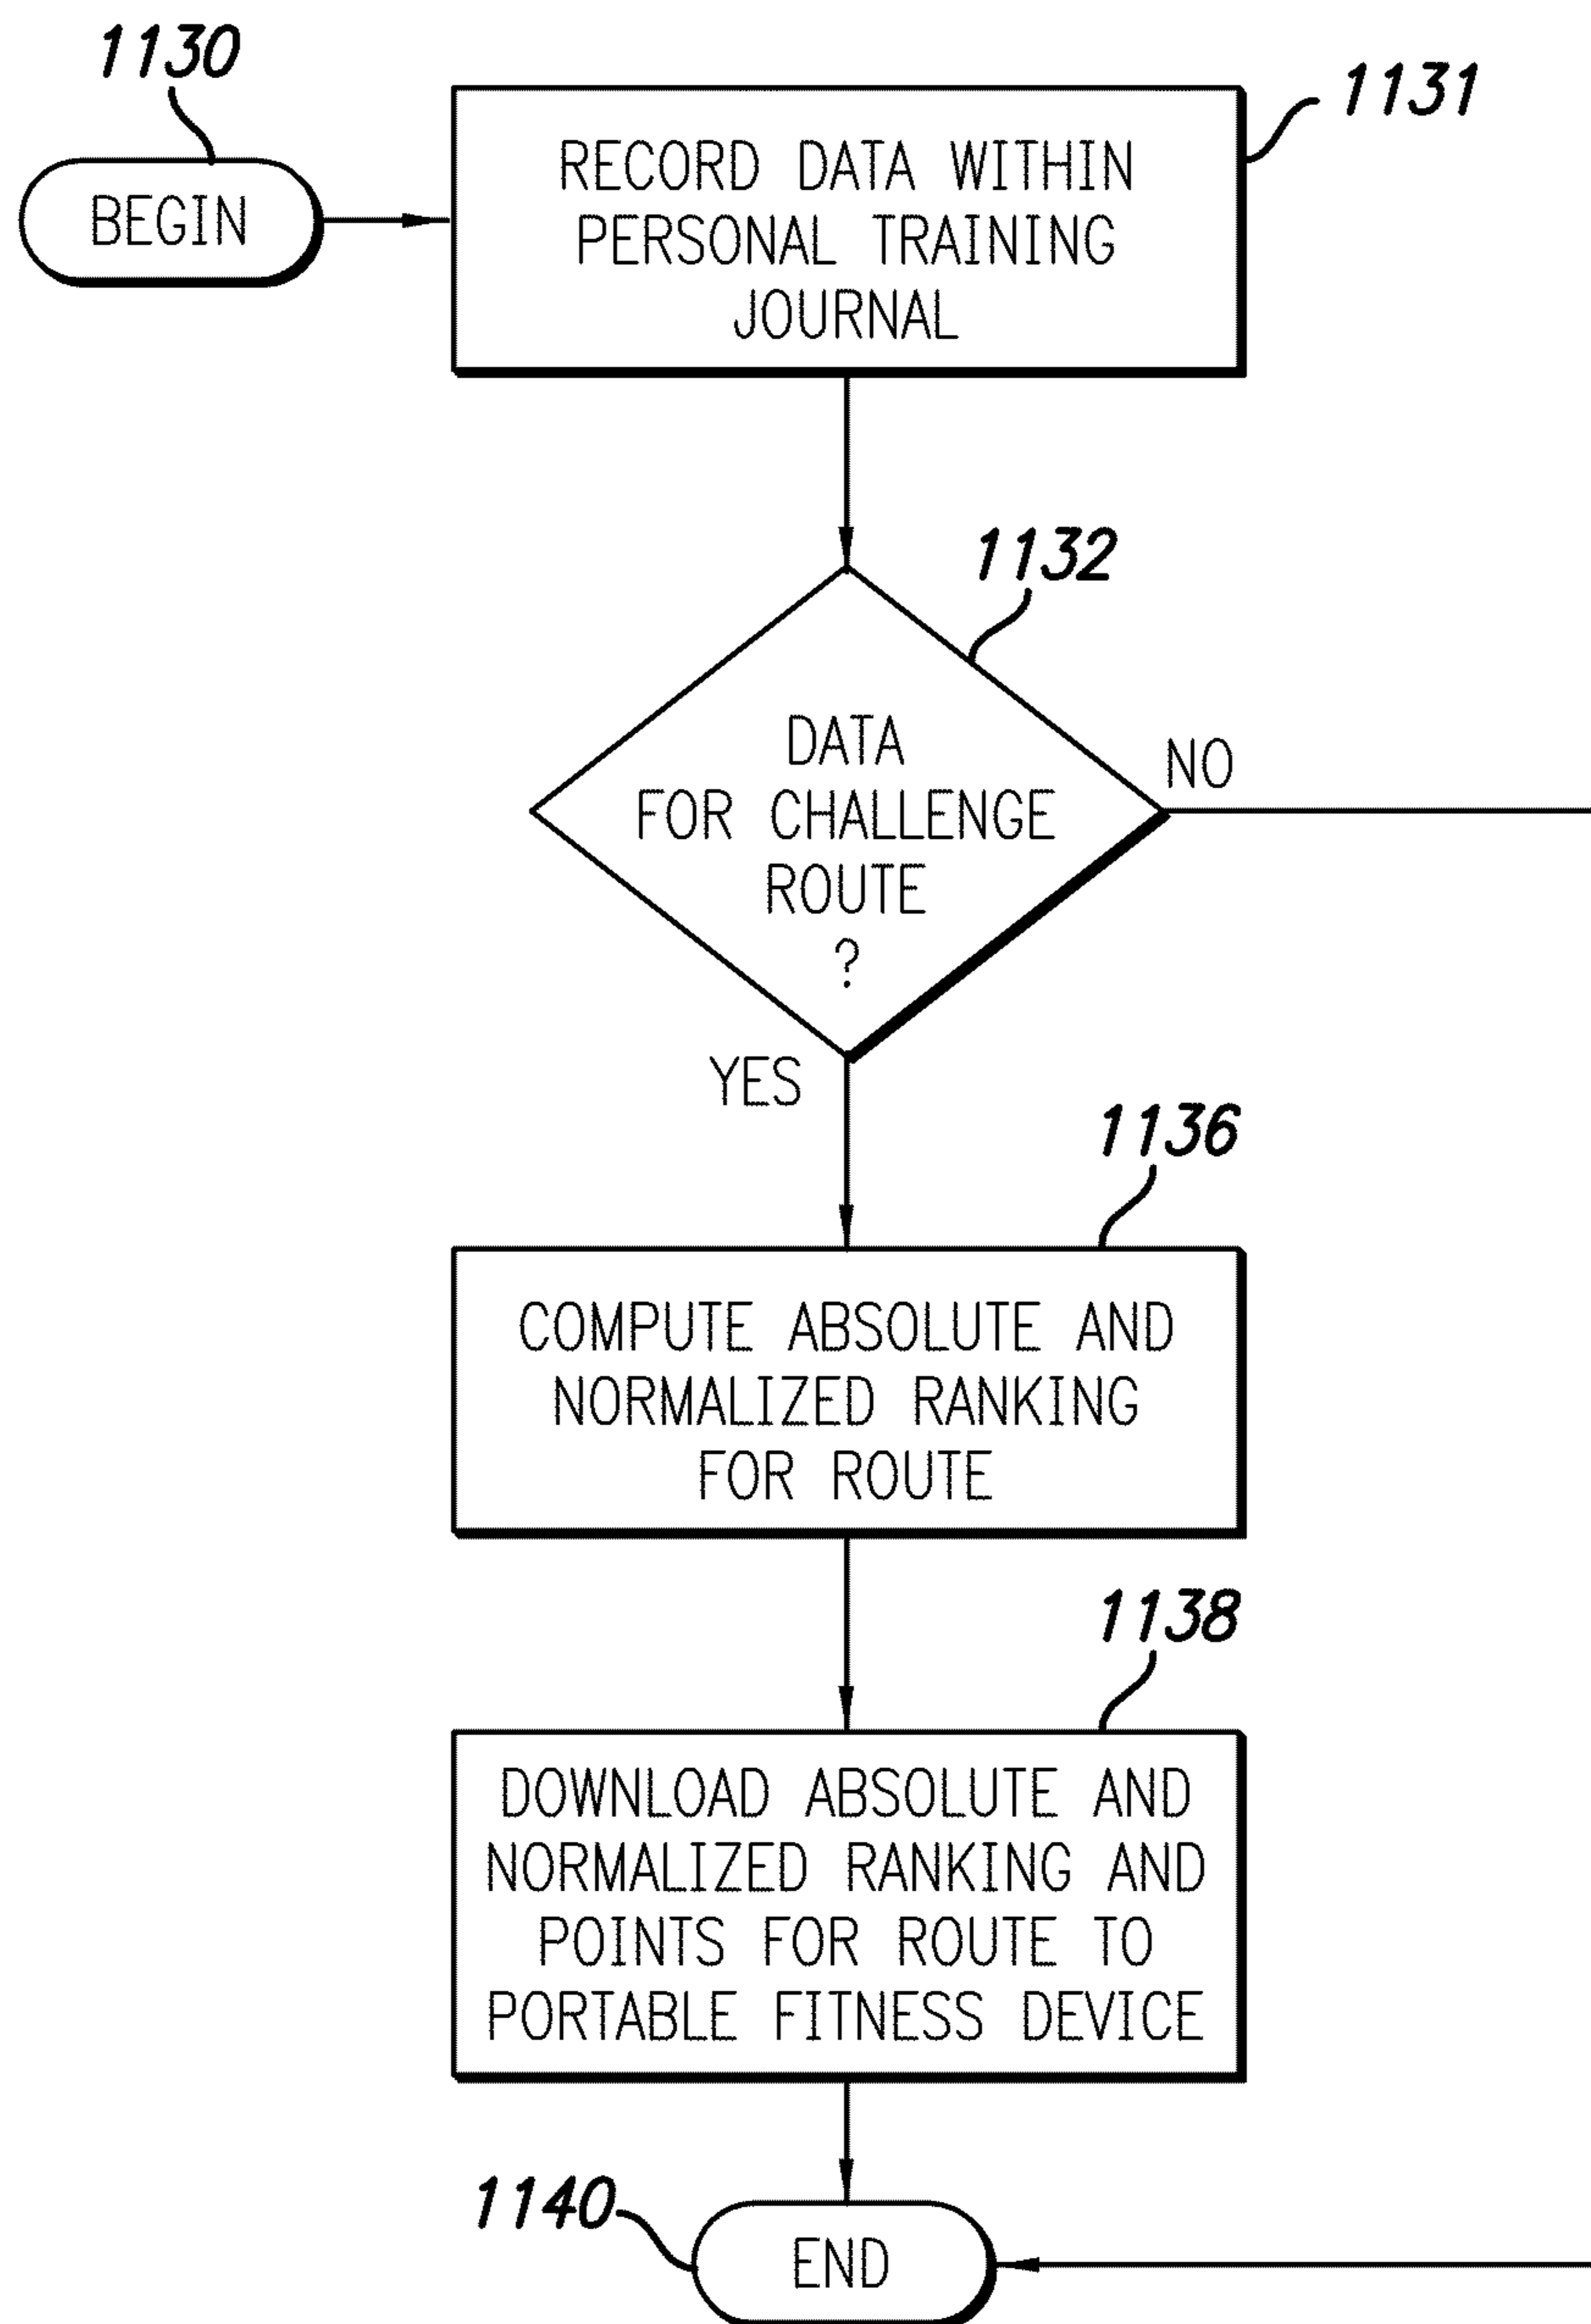 1130
BEGIN
1131
RECORD DATA WITHIN
PERSONAL TRAINING
JOURNAL
1132
DATA
FOR CHALLENGE
ROUTE
?
NO
YES
1136
COMPUTE ABSOLUTE AND
NORMALIZED RANKING
FOR ROUTE
1138
DOWNLOAD ABSOLUTE AND
NORMALIZED RANKING AND
POINTS FOR ROUTE TO
PORTABLE FITNESS DEVICE
1140
END